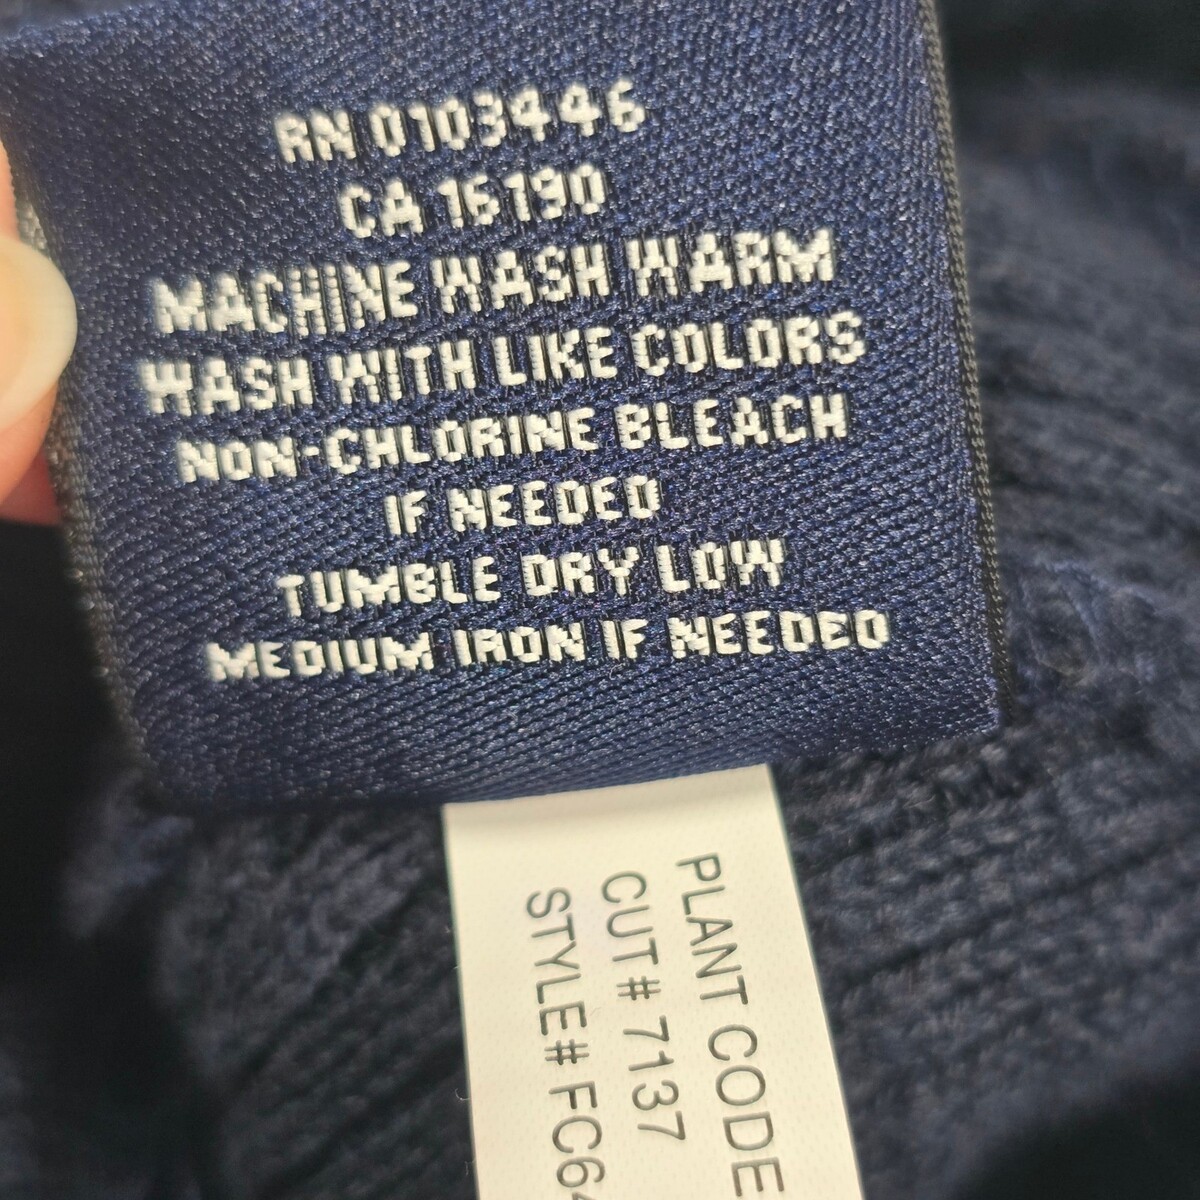 RN 0103446
CA 16190
MACHINE WASH WARM
WASH WITH LIKE COLORS
NON-CHLORINE BLEACH
IF NEEDED
TUMBLE DRY LOW
MEDIUM IRON IF NEEDED
PLANT CODE
CUT # 7137
STYLE#